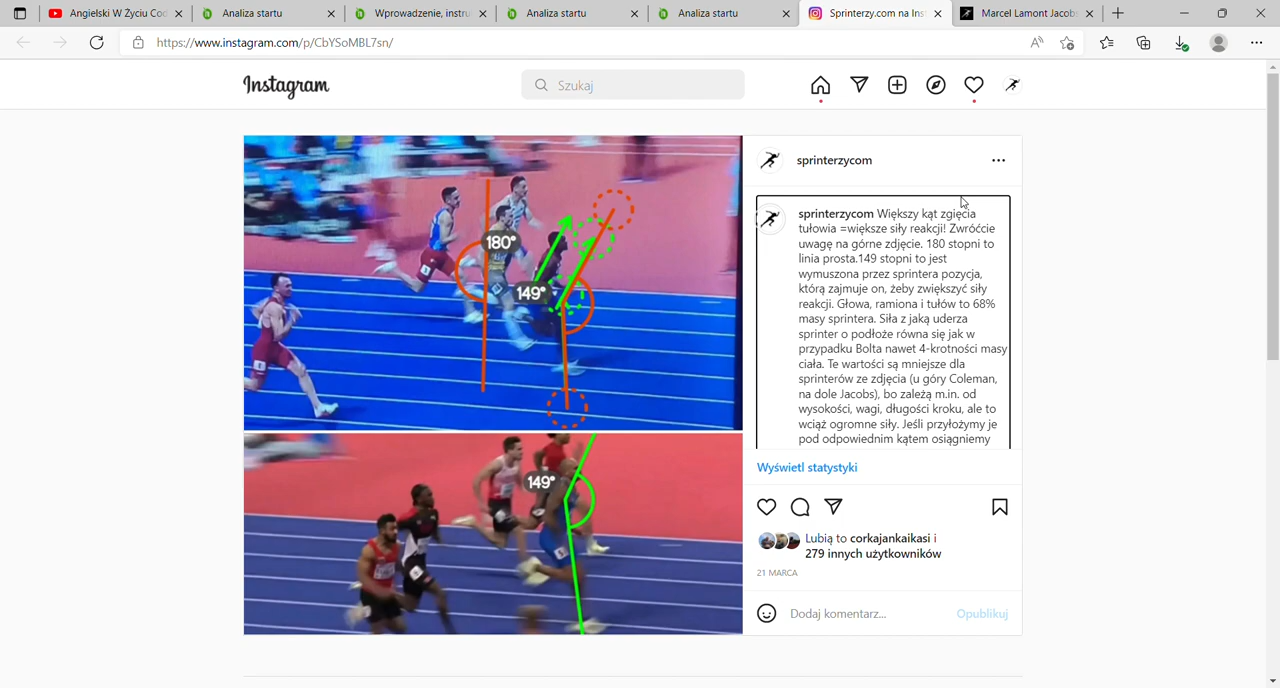 Angielski W Życiu Cod
Analiza startu
Wprowadzenie, instru
Analiza startu
Analiza startu
Sprinterzy.com na Ins
Marcel Lamont Jacobs
https://www.instagram.com/p/CbYSoMBL7sn/
Instagram
Szukaj
sprinterzycom
sprinterzycom Większy kąt zgięcia
tułowia =większe siły reakcji! Zwróćcie
uwagę na górne zdjęcie. 180 stopni to
linia prosta.149 stopni to jest
wymuszona przez sprintera pozycja,
którą zajmuje on, żeby zwiększyć siły
reakcji. Głowa, ramiona i tułów to 68%
masy sprintera. Siła z jaką uderza
sprinter o podłoże równa się jak w
przypadku Bolta nawet 4-krotności masy
ciała. Te wartości są mniejsze dla
sprinterów ze zdjęcia (u góry Coleman,
na dole Jacobs), bo zależą m.in. od
wysokości, wagi, długości kroku, ale to
wciąż ogromne siły. Jeśli przyłożymy je
pod odpowiednim kątem osiągniemy
180°
149°
149°
Wyświetl statystyki
Lubią to corkajankaikasi i
279 innych użytkowników
21 MARCA
Dodaj komentarz...
Opublikuj